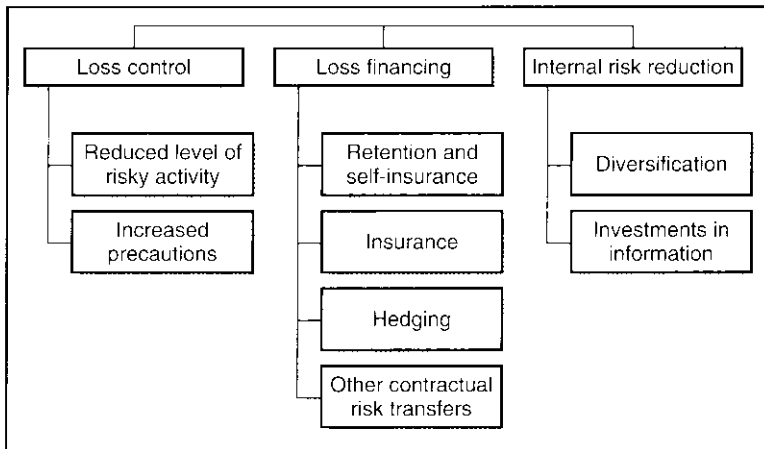 Loss control
Loss financing
Internal risk reduction
Reduced level of
risky activity
Increased
precautions
Retention and
self-insurance
Insurance
Hedging
Other contractual
risk transfers
Diversification
Investments in
information